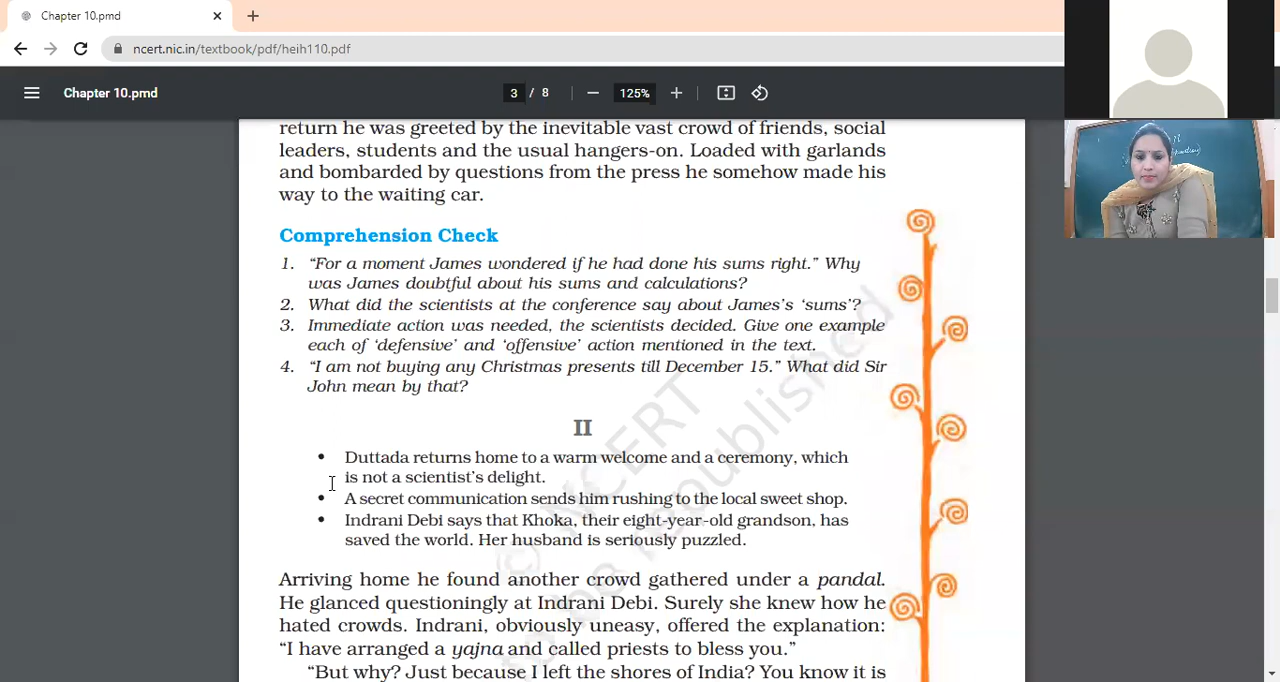 Chapter 10.pmd
ncert.nic.in/textbook/pdf/heih110.pdf
Chapter 10.pmd
3 / 8
125%
return he was greeted by the inevitable vast crowd of friends, social
leaders, students and the usual hangers-on. Loaded with garlands
and bombarded by questions from the press he somehow made his
way to the waiting car.
Comprehension Check
1. “For a moment James wondered if he had done his sums right.” Why
was James doubtful about his sums and calculations?
2. What did the scientists at the conference say about James’s ‘sums’?
3. Immediate action was needed, the scientists decided. Give one example
each of ‘defensive’ and ‘offensive’ action mentioned in the text.
4. “I am not buying any Christmas presents till December 15.” What did Sir
John mean by that?
II
• Duttada returns home to a warm welcome and a ceremony, which
is not a scientist’s delight.
• A secret communication sends him rushing to the local sweet shop.
• Indrani Debi says that Khoka, their eight-year-old grandson, has
saved the world. Her husband is seriously puzzled.
Arriving home he found another crowd gathered under a pandal.
He glanced questioningly at Indrani Debi. Surely she knew how he
hated crowds. Indrani, obviously uneasy, offered the explanation:
“I have arranged a yajna and called priests to bless you.”
“But why? Just because I left the shores of India? You know it is
© NCERT
to be republished